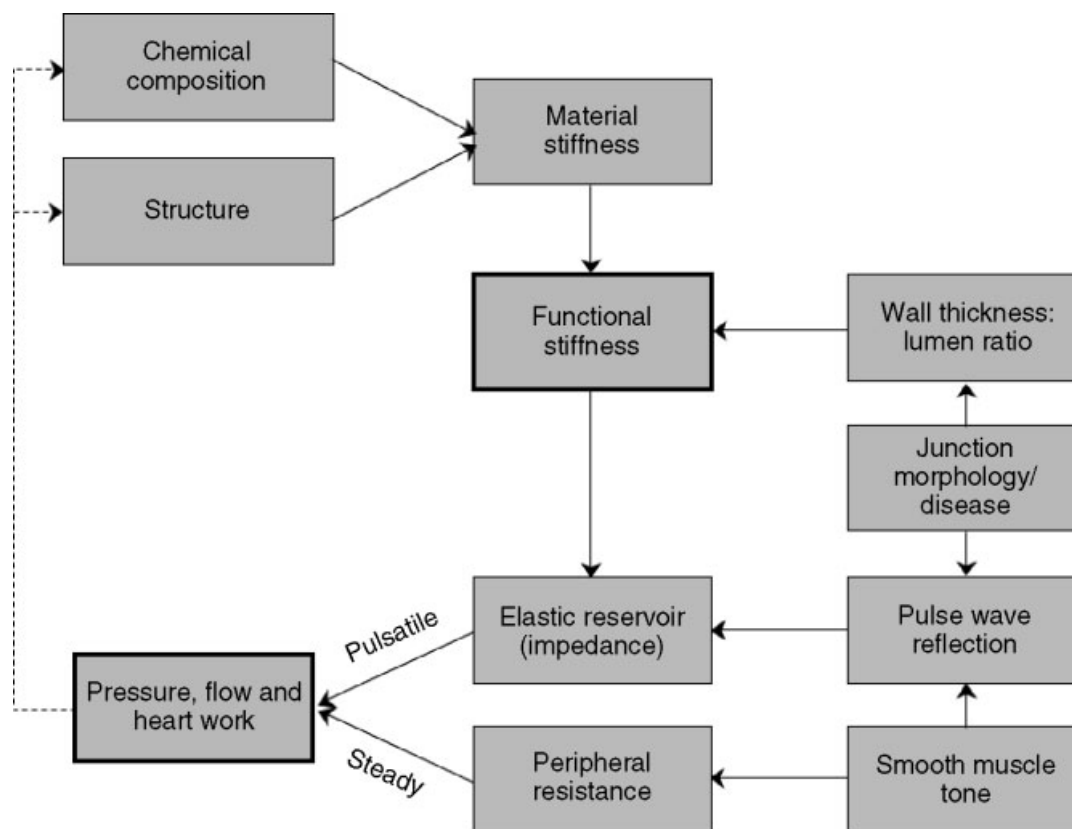 Chemical
composition
Material
stiffness
Structure
Functional
stiffness
Wall thickness:
lumen ratio
Junction
morphology/
disease
Elastic reservoir
(impedance)
Pulse wave
reflection
Pulsatile
Pressure, flow and
heart work
Steady
Peripheral
resistance
Smooth muscle
tone